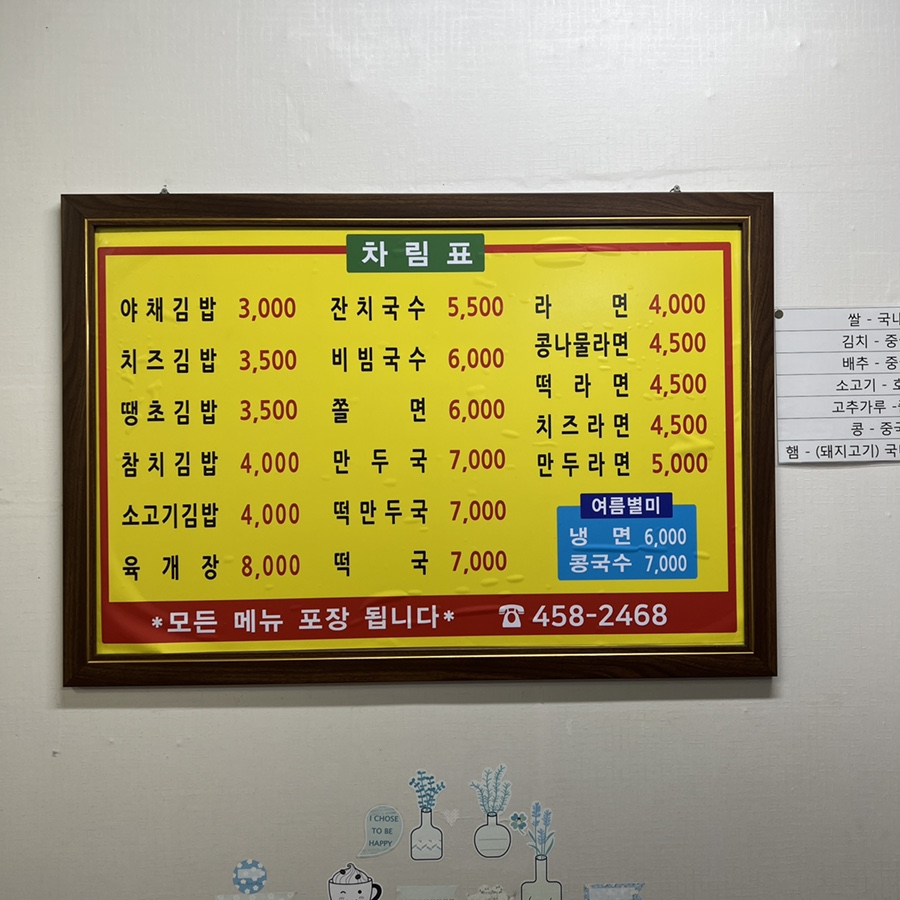 차림표
야채김밥 3,000
치즈김밥 3,500
땡초김밥 3,500
참치김밥 4,000
소고기김밥 4,000
육개장 8,000
잔치국수 5,500
비빔국수 6,000
쫄면 6,000
만두국 7,000
떡만두국 7,000
떡국 7,000
라면 4,000
콩나물라면 4,500
떡라면 4,500
치즈라면 4,500
만두라면 5,000
여름별미
냉면 6,000
콩국수 7,000
*모든 메뉴 포장 됩니다* ☎ 458-2468
쌀 - 국내
김치 -
배추 -
소고기 -
고추가루 -
콩 - 중국
햄 - (돼지고기)
I CHOSE
TO BE
HAPPY